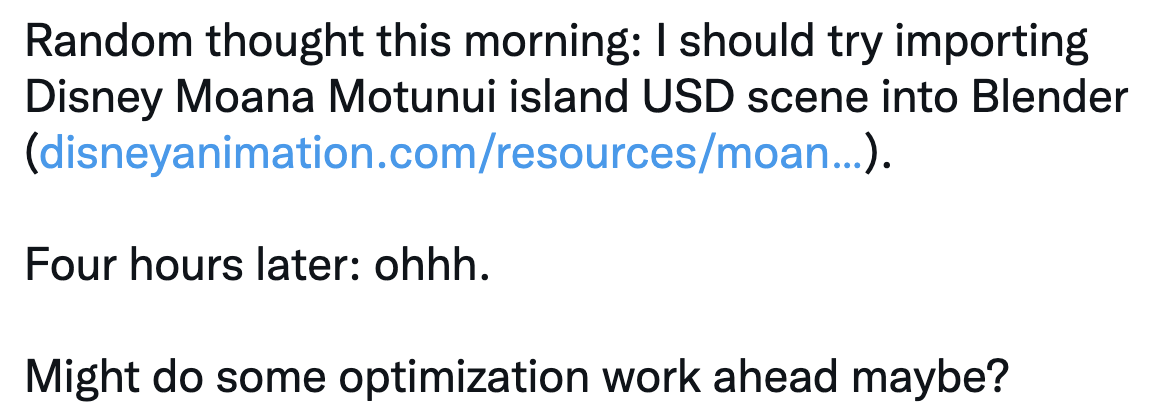 Random thought this morning: I should try importing
Disney Moana Motunui island USD scene into Blender
(disneyanimation.com/resources/moan…).
Four hours later: ohhh.
Might do some optimization work ahead maybe?